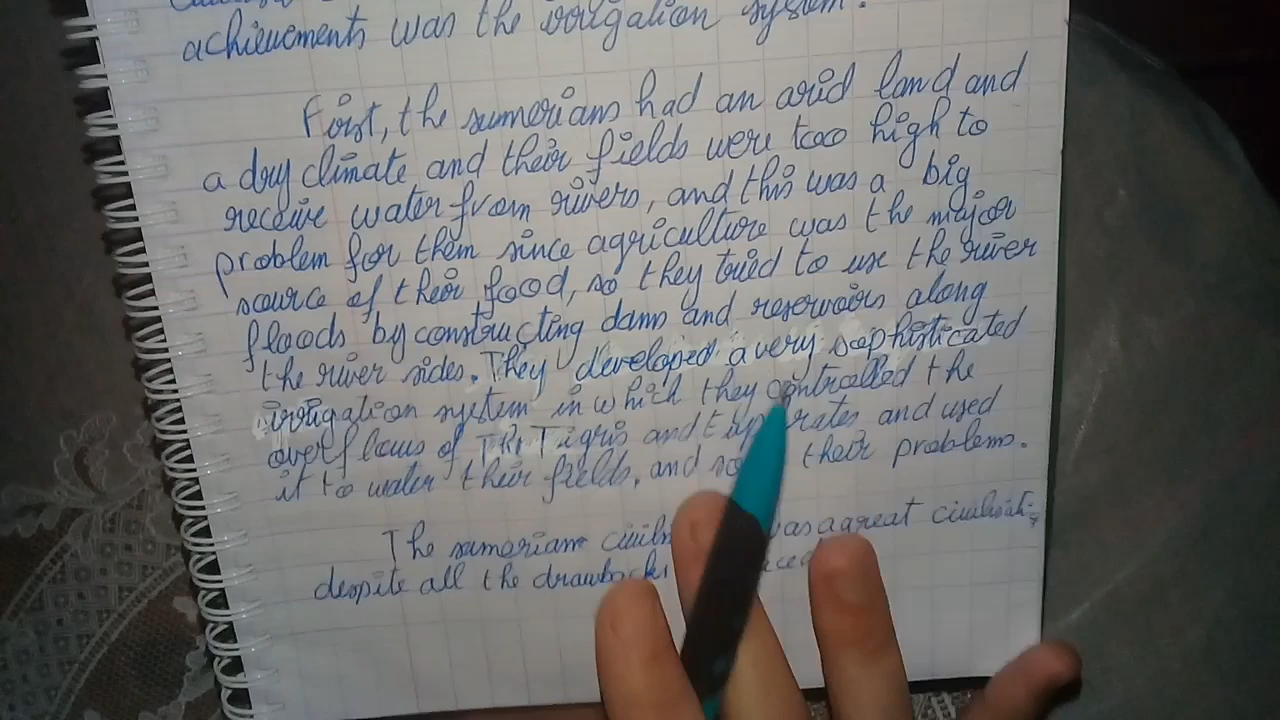 achievements was the irrigation system.
First, the sumerians had an arid land and
a dry climate and their fields were too high to
receive water from rivers, and this was a big
problem for them since agriculture was the major
source of their food, so they tried to use the river
floods by constructing dams and reservoirs along
the river sides. They developed a very sophisticated
irrigation system in which they controlled the
overflows of The Tigris and and used
it to water their fields, and their problems.
The sumerian was a great
despite all the drawbacks